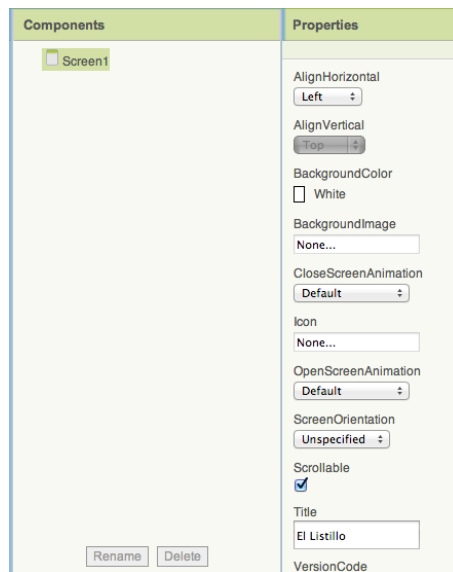 Components
Screen1
Rename
Delete
Properties
AlignHorizontal
Left
AlignVertical
Top
BackgroundColor
White
BackgroundImage
None...
CloseScreenAnimation
Default
Icon
None...
OpenScreenAnimation
Default
ScreenOrientation
Unspecified
Scrollable
Title
El Listillo
VersionCode